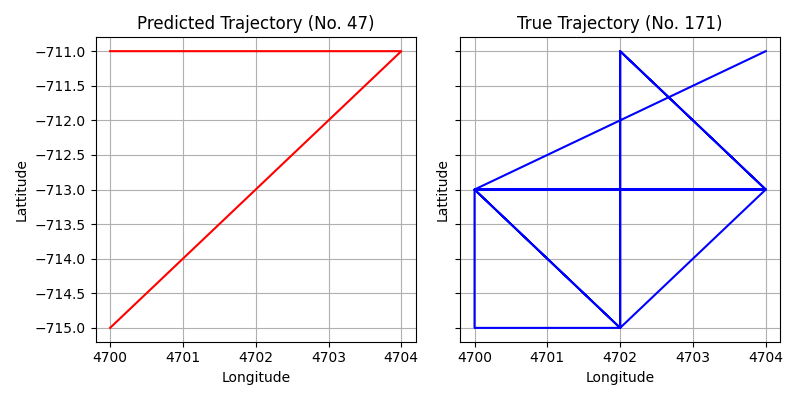 Predicted Trajectory (No. 47)
True Trajectory (No. 171)
Lattitude
−711.0
−711.5
−712.0
−712.5
−713.0
−713.5
−714.0
−714.5
−715.0
4700 4701 4702 4703 4704
Longitude
Lattitude
4700 4701 4702 4703 4704
Longitude